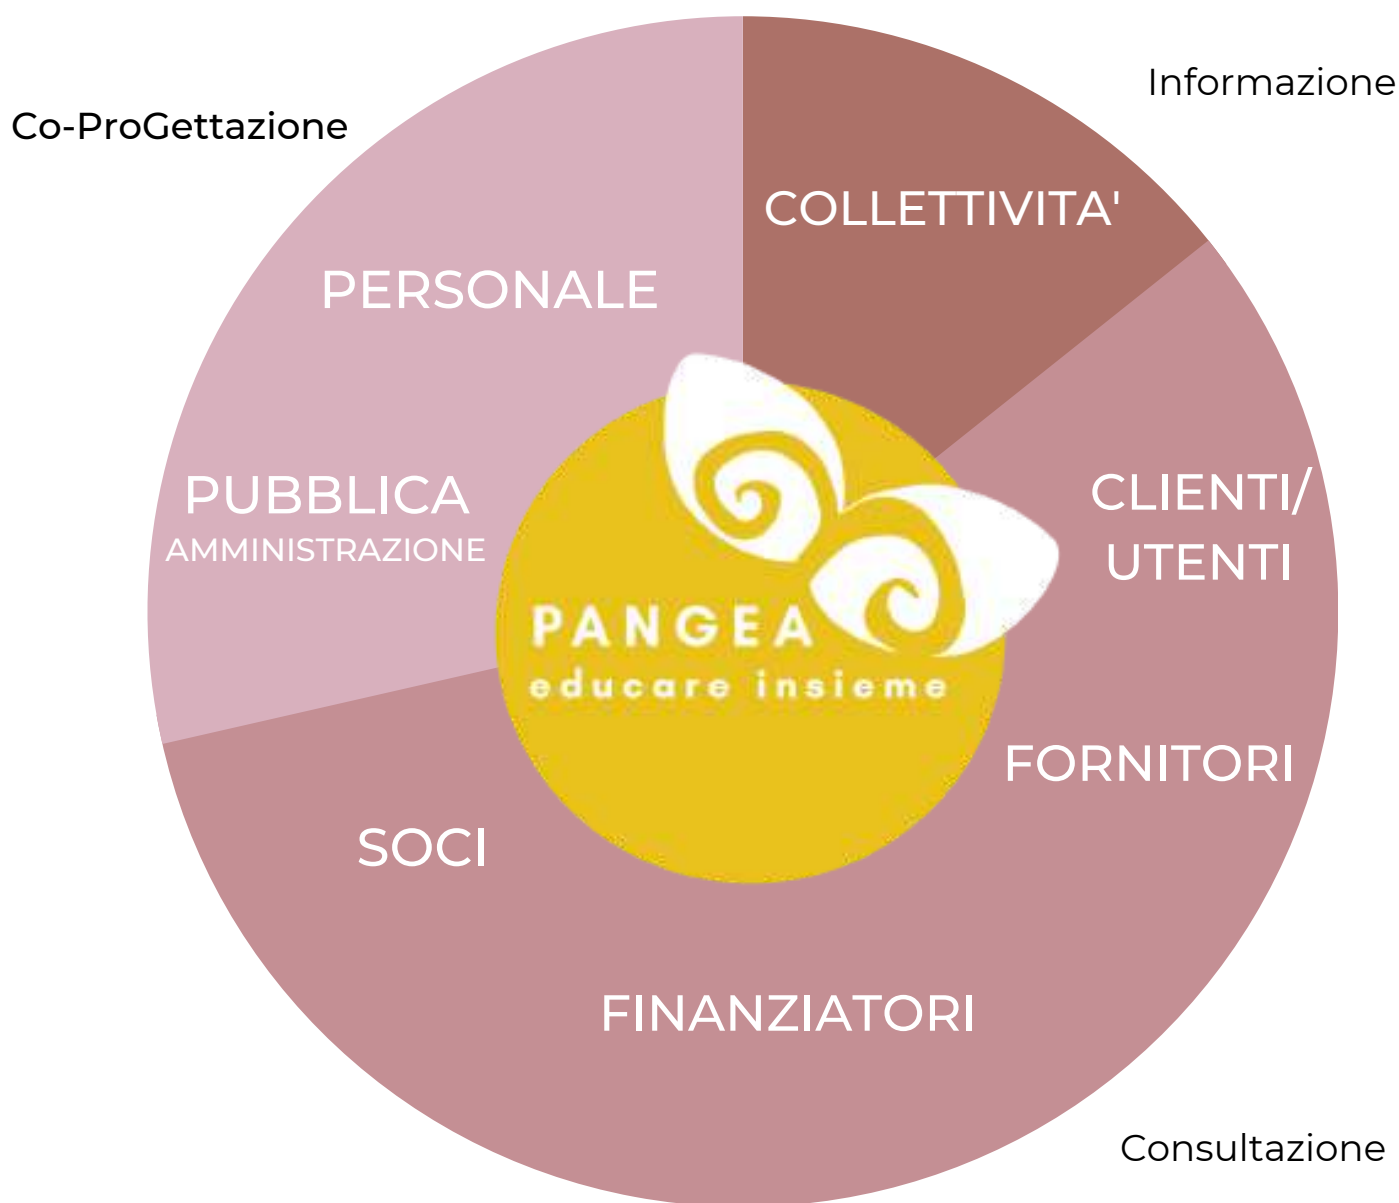 Informazione
Co-ProGettazione
COLLETTIVITA'
PERSONALE
PUBBLICA
AMMINISTRAZIONE
CLIENTI/
UTENTI
PANGEA
educare insieme
FORNITORI
SOCI
FINANZIATORI
Consultazione